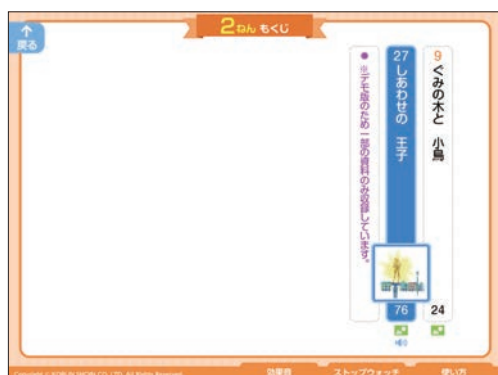 2ねん もくじ
↑
戻る
9 ぐみの木と 小鳥 24
27 しあわせの 王子 76
● ※デモ版のため一部の資料のみ収録しています。
効果音
ストップウォッチ
使い方